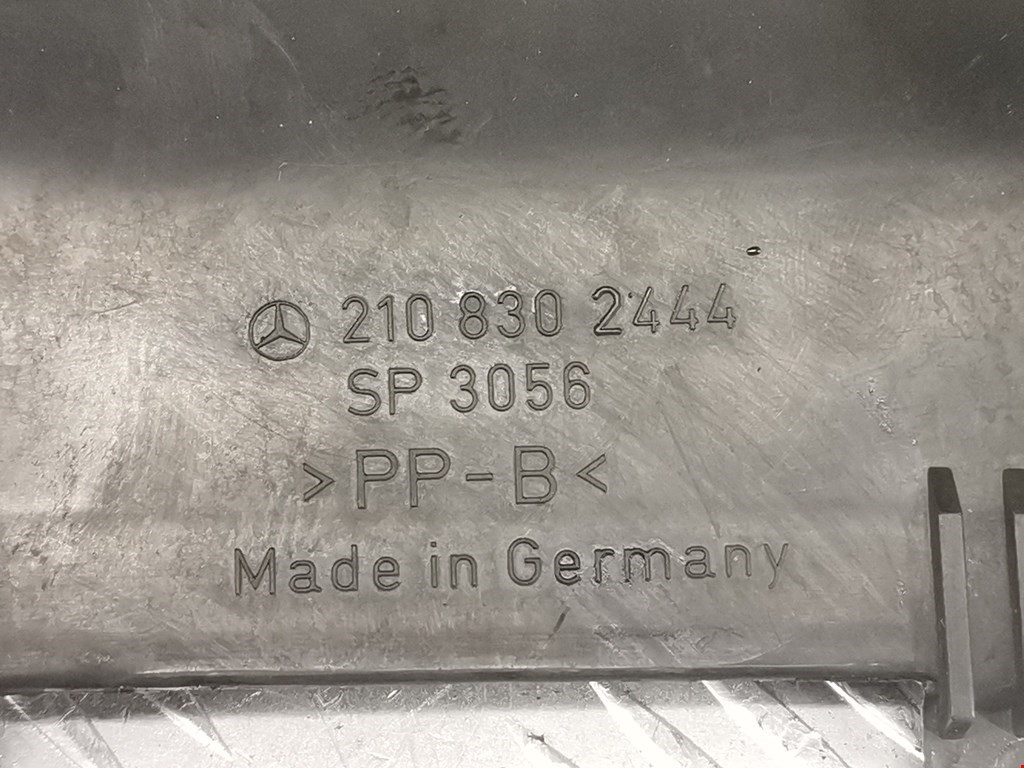 210 830 2444
SP 3056
>PP-B<
Made in Germany